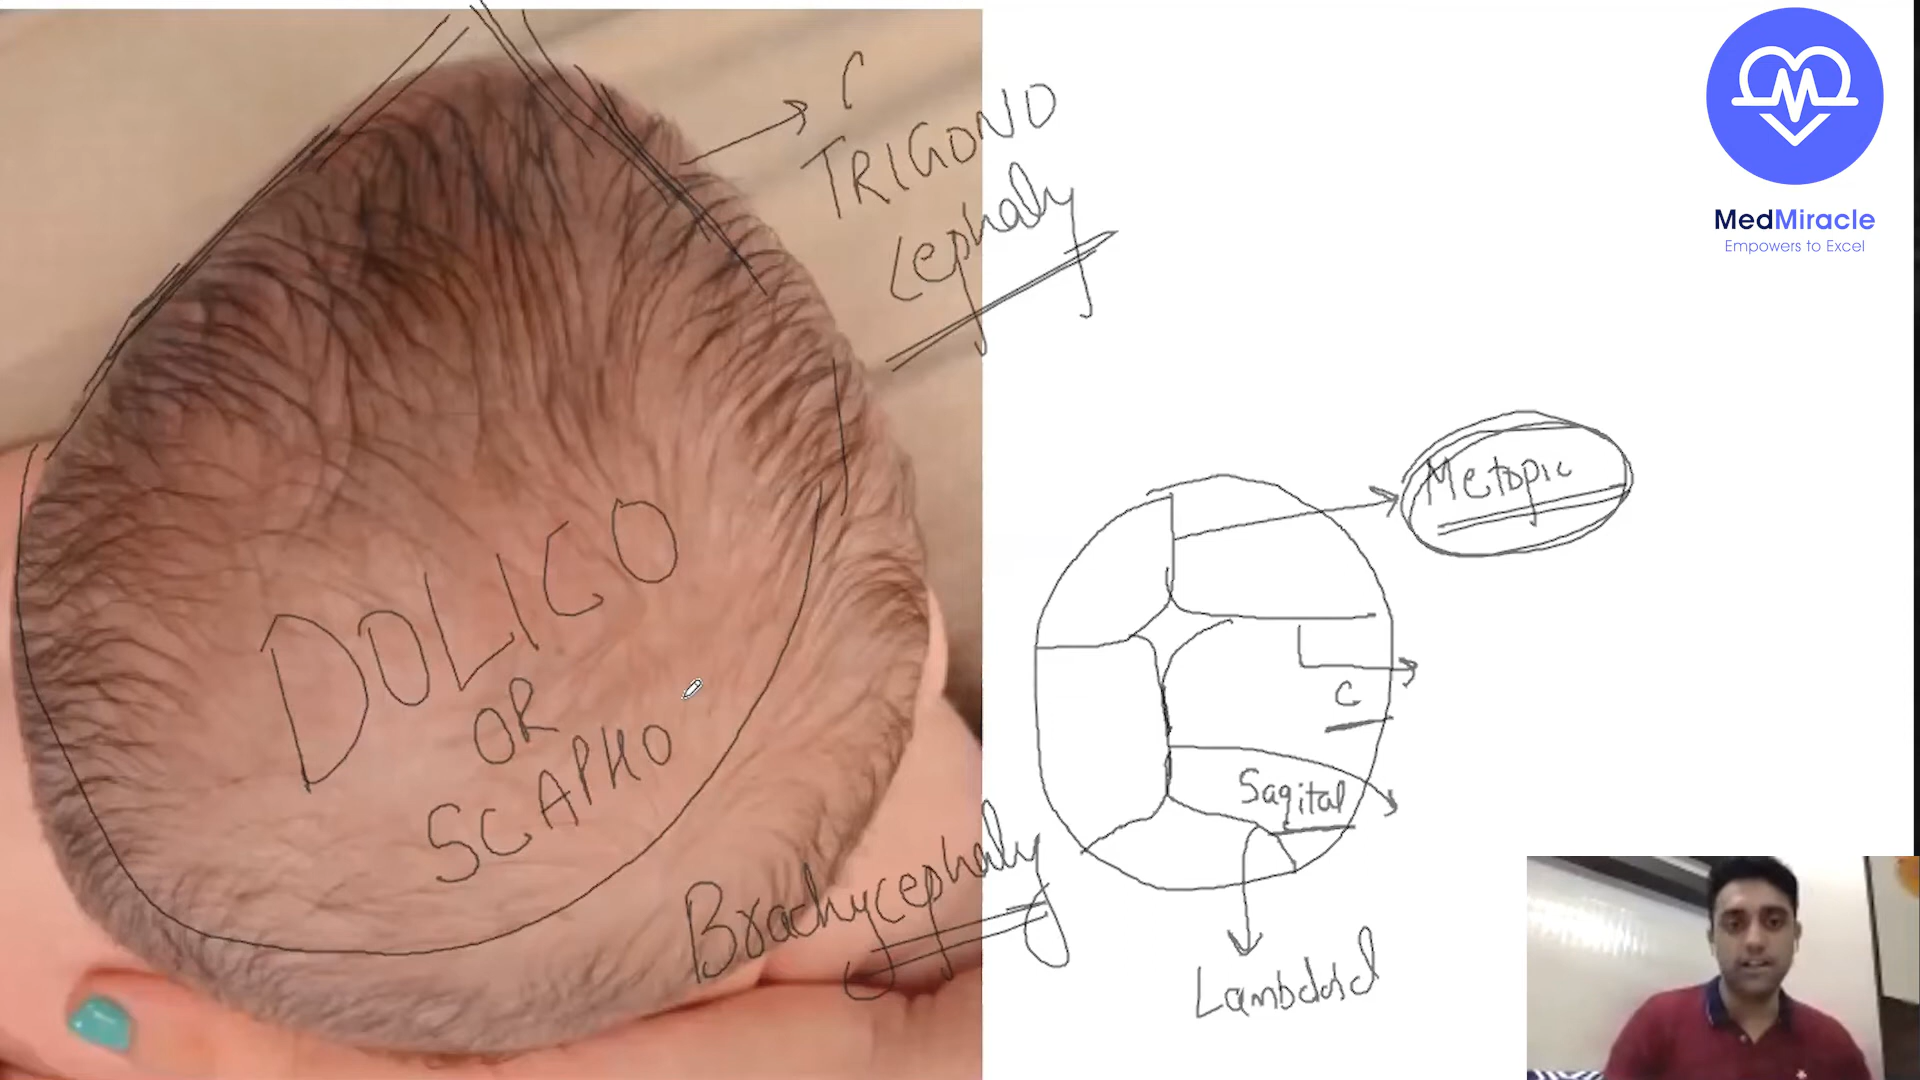 TRIGONO
cephaly
DOLICO
OR
SCAPHO
Brachycephaly
Metopic
C
Sagital
Lambdoid
MedMiracle
Empowers to Excel